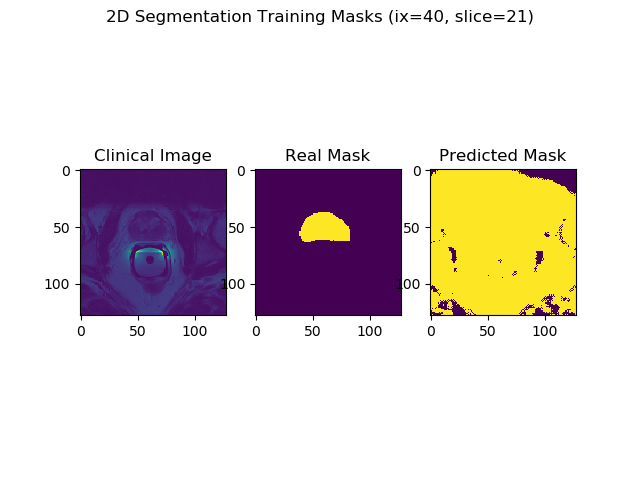 2D Segmentation Training Masks (ix=40, slice=21)
Clinical Image Real Mask Predicted Mask
0 0 0
50 50 50
100 100 100
0 50 100 0 50 100 0 50 100